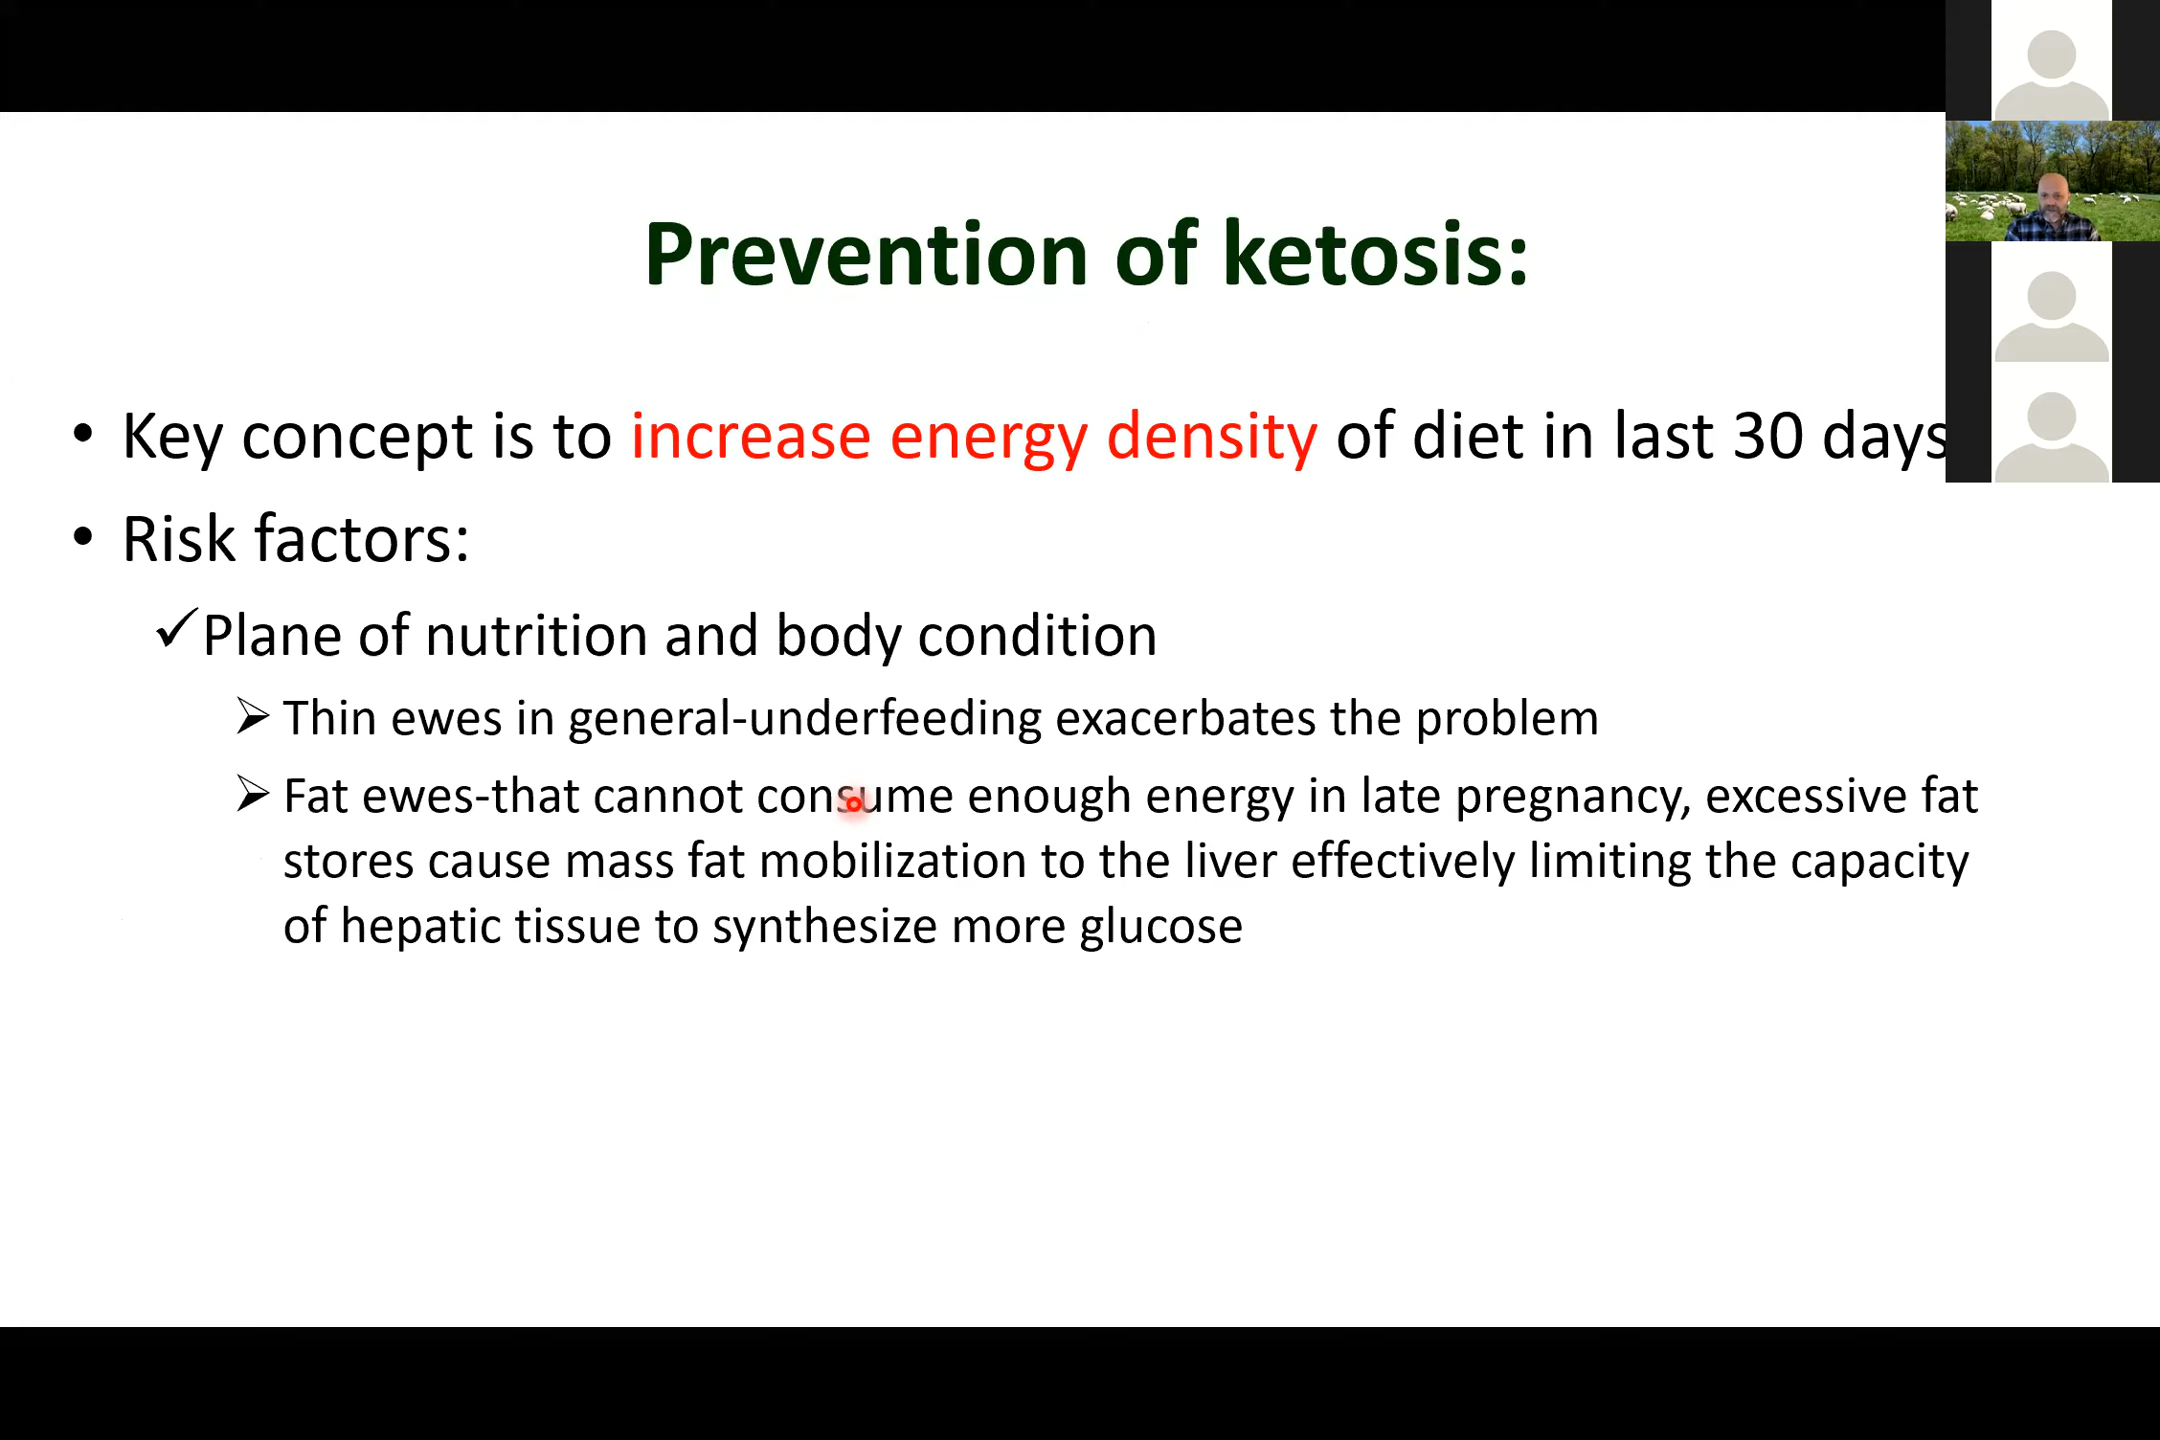 Prevention of ketosis:
• Key concept is to increase energy density of diet in last 30 days
• Risk factors:
✓Plane of nutrition and body condition
➢ Thin ewes in general-underfeeding exacerbates the problem
➢ Fat ewes-that cannot consume enough energy in late pregnancy, excessive fat
stores cause mass fat mobilization to the liver effectively limiting the capacity
of hepatic tissue to synthesize more glucose